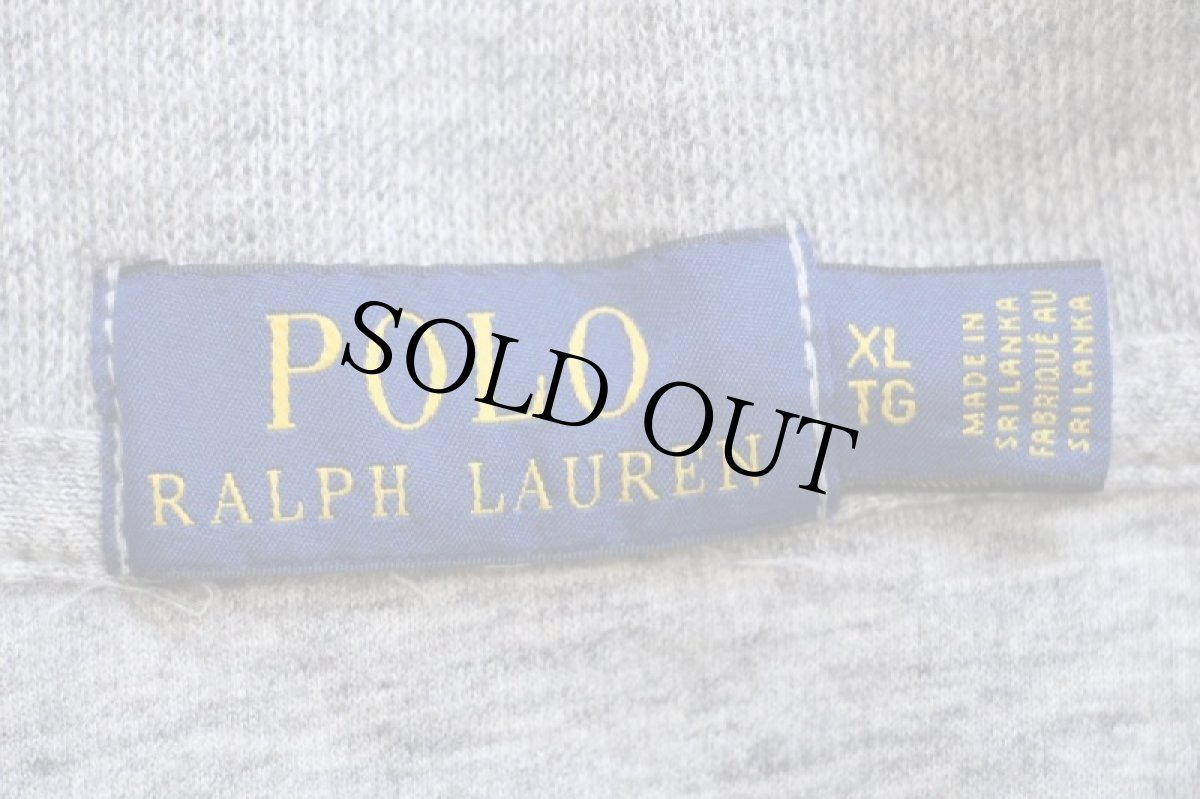 POLO
RALPH LAUREN
SOLD OUT
XL
TG
MADE IN
SRI LANKA
FABRIQUÉ AU
SRI LANKA